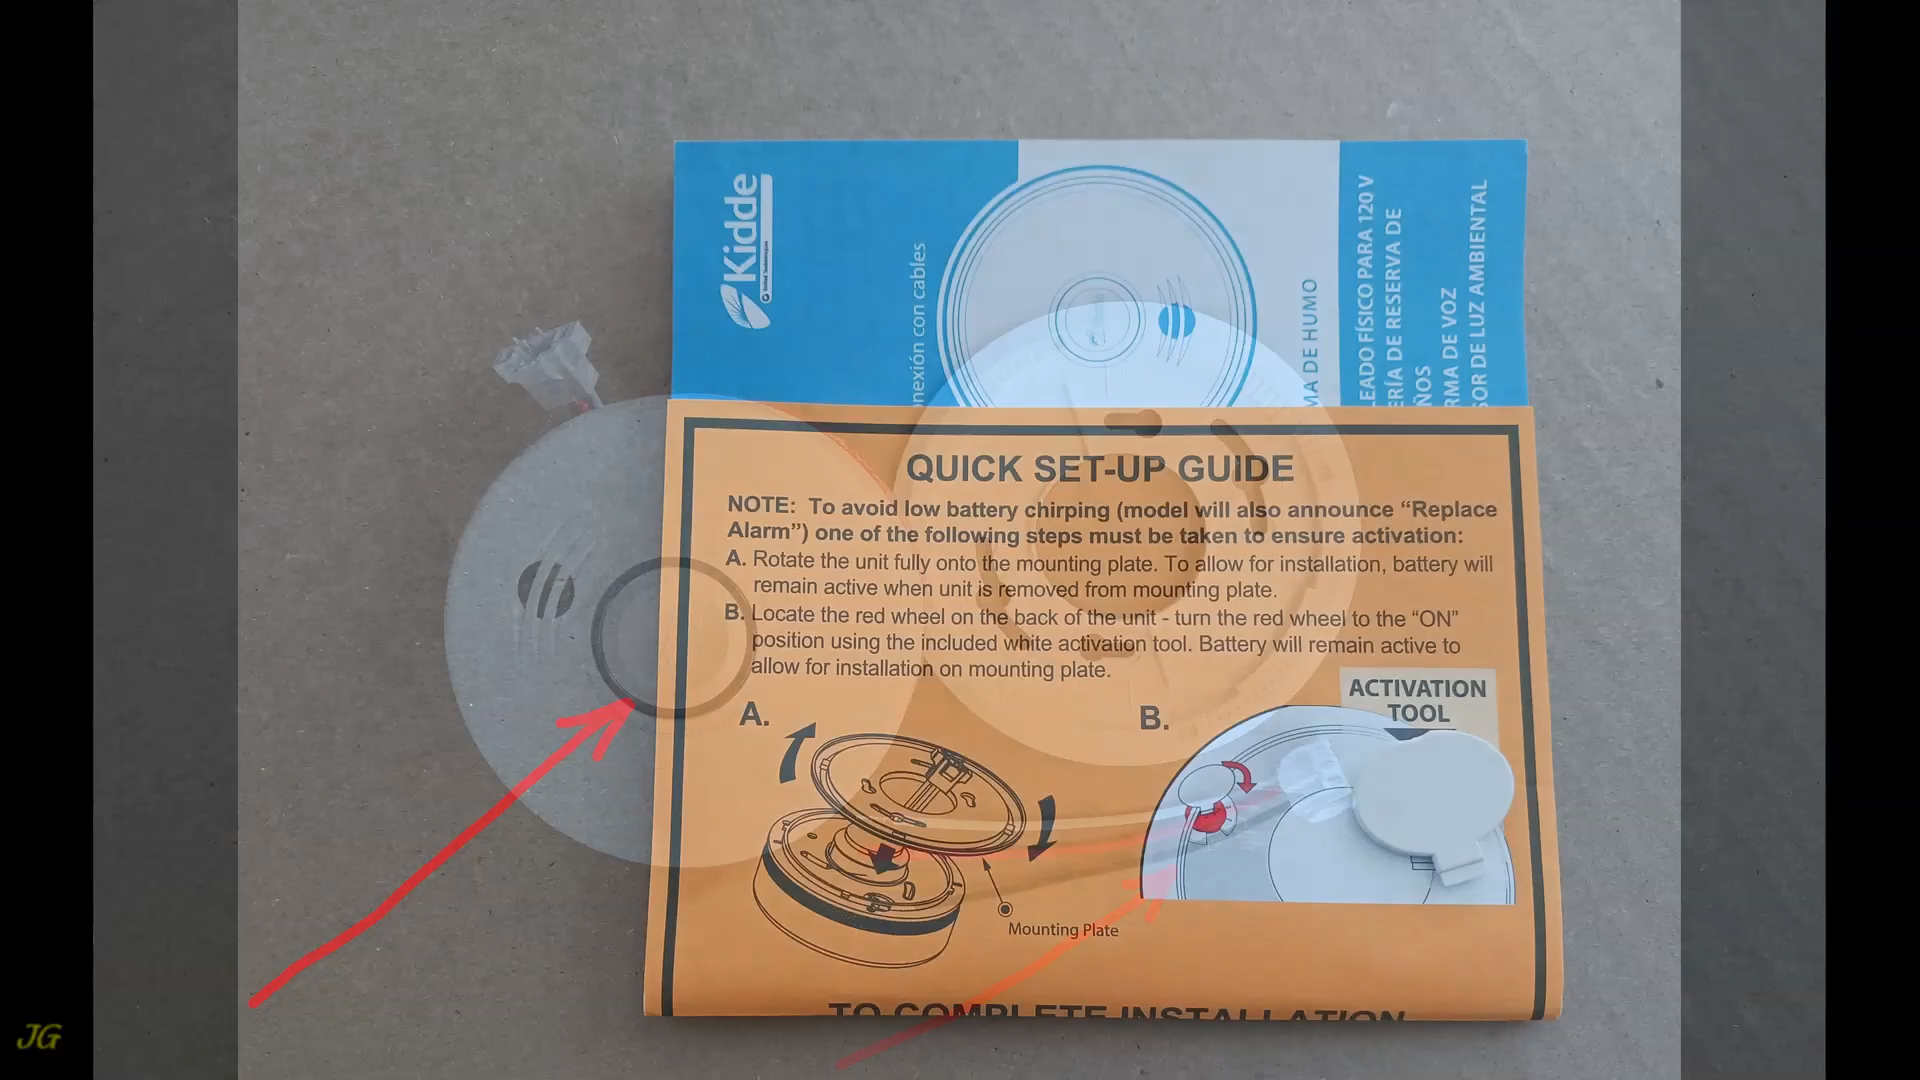 Kidde
nexión con cables
MA DE HUMO
LEADO FÍSICO PARA 120 V
ERÍA DE RESERVA DE
ÑOS
RMA DE VOZ
SOR DE LUZ AMBIENTAL
QUICK SET-UP GUIDE
NOTE: To avoid low battery chirping (model will also announce “Replace
Alarm”) one of the following steps must be taken to ensure activation:
A. Rotate the unit fully onto the mounting plate. To allow for installation, battery will
remain active when unit is removed from mounting plate.
B. Locate the red wheel on the back of the unit - turn the red wheel to the “ON”
position using the included white activation tool. Battery will remain active to
allow for installation on mounting plate.
A.
B.
ACTIVATION
TOOL
Mounting Plate
TO COMPLETE INSTALLATION
JG